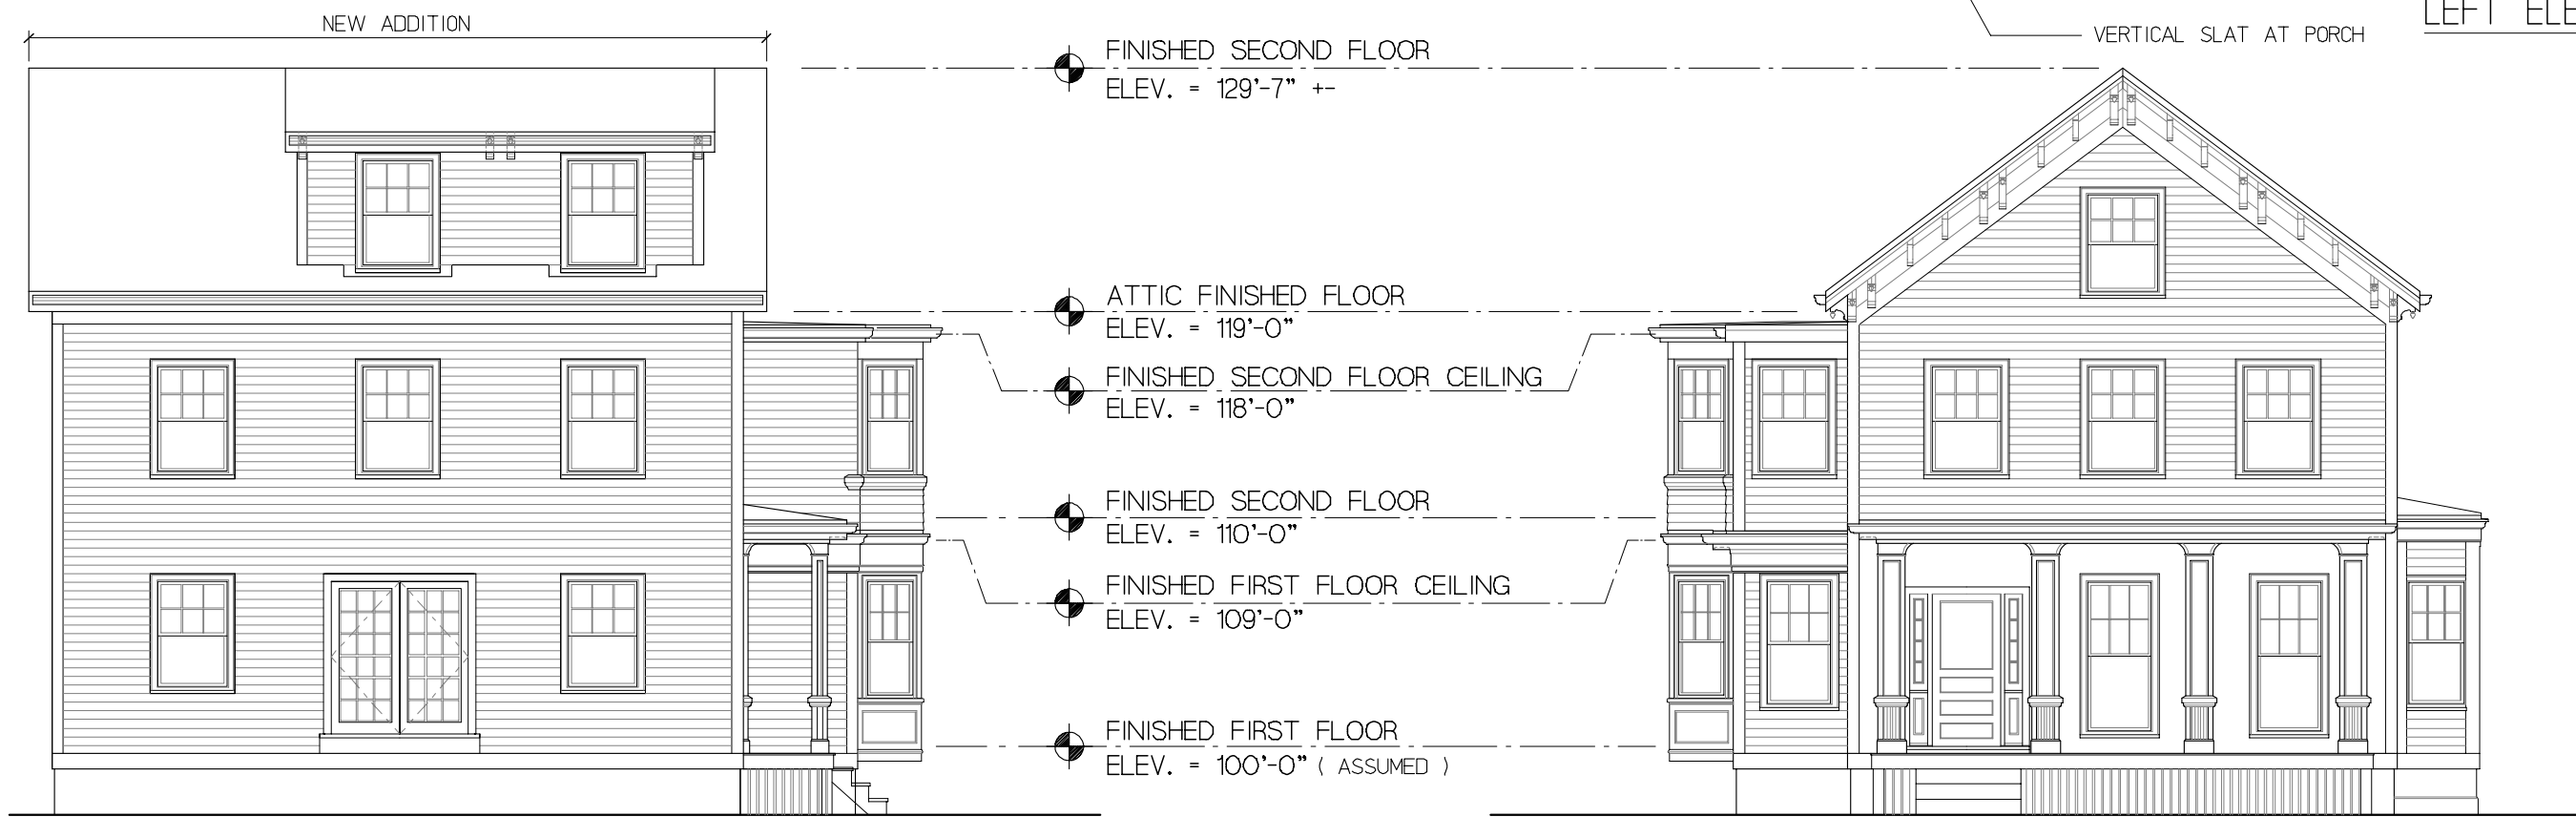 NEW ADDITION
VERTICAL SLAT AT PORCH
FINISHED SECOND FLOOR
ELEV. = 129'-7" +-
ATTIC FINISHED FLOOR
ELEV. = 119'-0"
FINISHED SECOND FLOOR CEILING
ELEV. = 118'-0"
FINISHED SECOND FLOOR
ELEV. = 110'-0"
FINISHED FIRST FLOOR CEILING
ELEV. = 109'-0"
FINISHED FIRST FLOOR
ELEV. = 100'-0" ( ASSUMED )